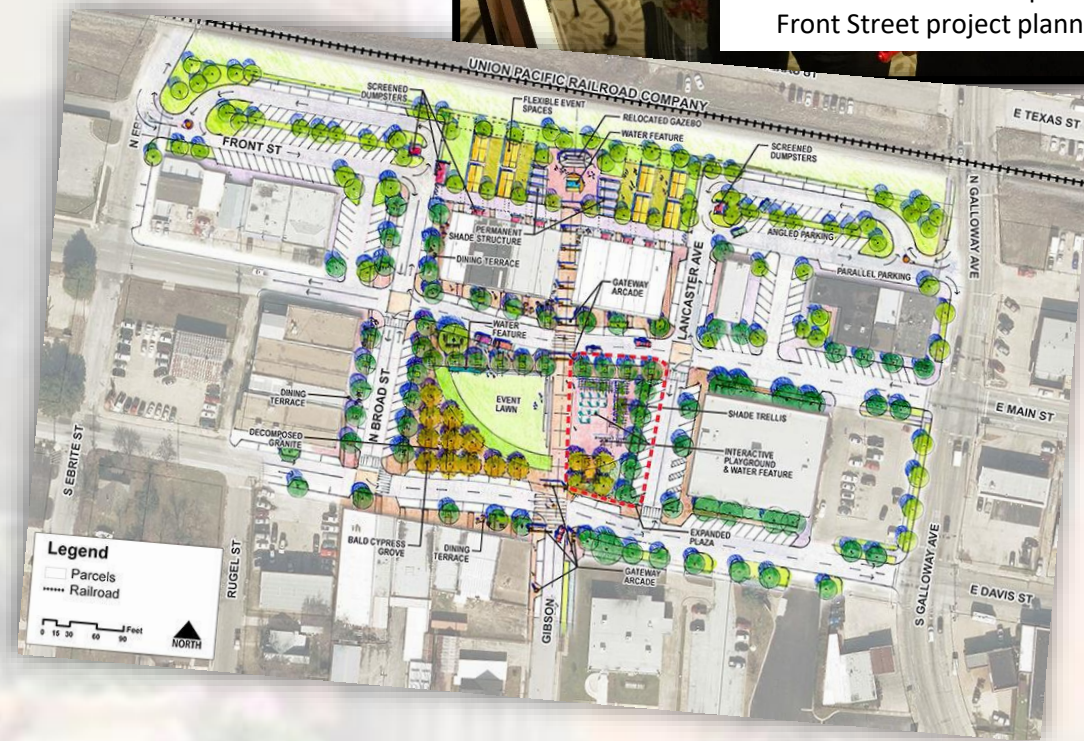 Front Street project plann
UNION PACIFIC RAILROAD COMPANY
E TEXAS ST
SCREENED
DUMPSTERS
FLEXIBLE EVENT
SPACES
RELOCATED GAZEBO
WATER FEATURE
SCREENED
DUMPSTERS
FRONT ST
N GALLOWAY AVE
PERMANENT
SHADE STRUCTURE
DINING TERRACE
ANGLED PARKING
PARALLEL PARKING
GATEWAY
ARCADE
LANCASTER AVE
WATER
FEATURE
N BROAD ST
DINING
TERRACE
EVENT
LAWN
E MAIN ST
SHADE TRELLIS
DECOMPOSED
GRANITE
INTERACTIVE
PLAYGROUND
& WATER FEATURE
S EBRITE ST
EXPANDED
PLAZA
BALD CYPRESS
GROVE
DINING
TERRACE
GATEWAY
ARCADE
RUGEL ST
GIBSON
S GALLOWAY AVE
E DAVIS ST
Legend
Parcels
Railroad
0 15 30 60 90 Feet
NORTH